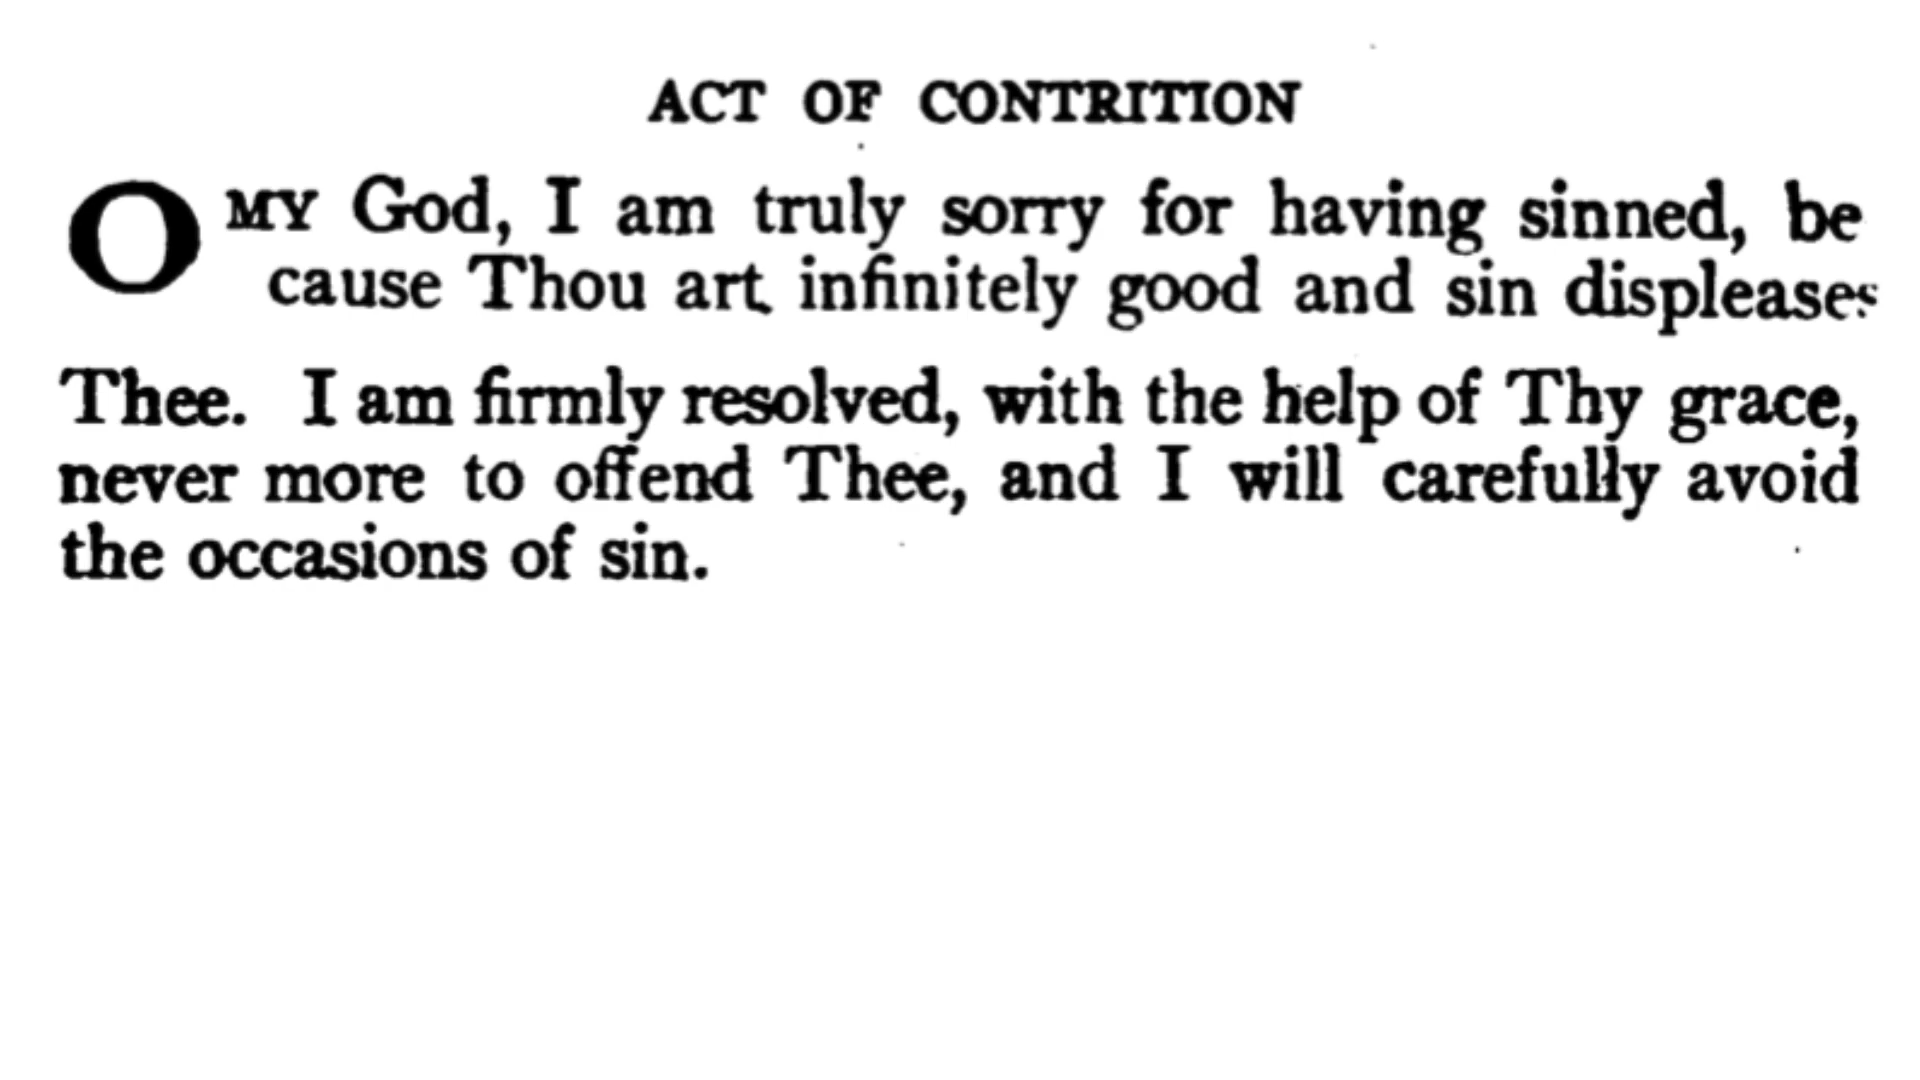 ACT OF CONTRITION
O MY God, I am truly sorry for having sinned, be
cause Thou art infinitely good and sin displeases
Thee. I am firmly resolved, with the help of Thy grace,
never more to offend Thee, and I will carefully avoid
the occasions of sin.